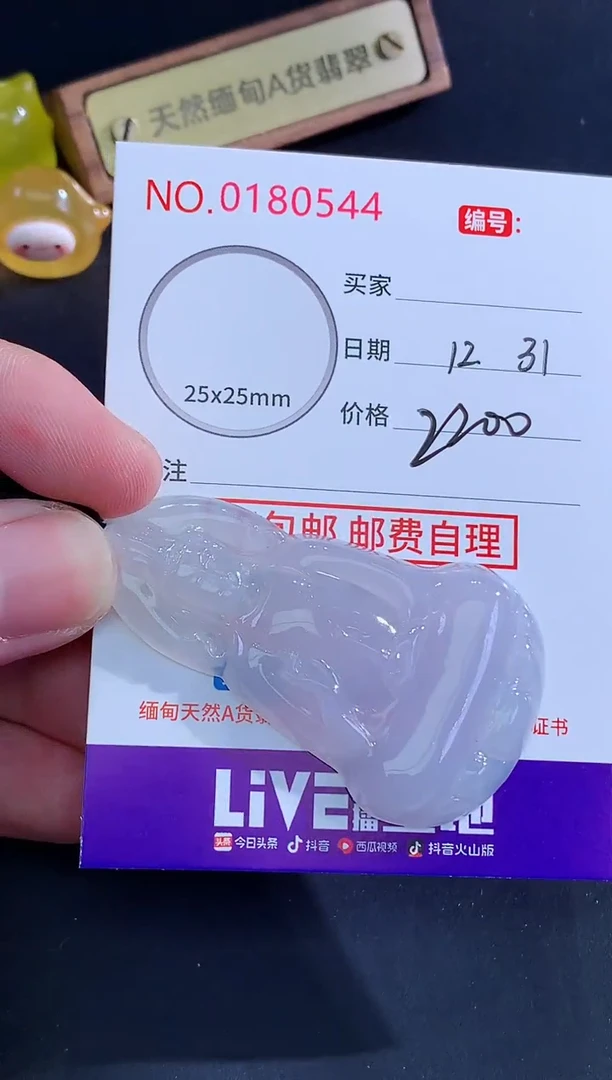 天然缅甸A货翡翠
NO.0180544
编号:
买家
日期 12 31
价格 2200
25x25mm
注
包邮 邮费自理
缅甸天然A货
证书
LIVE
今日头条 抖音 西瓜视频 抖音火山版